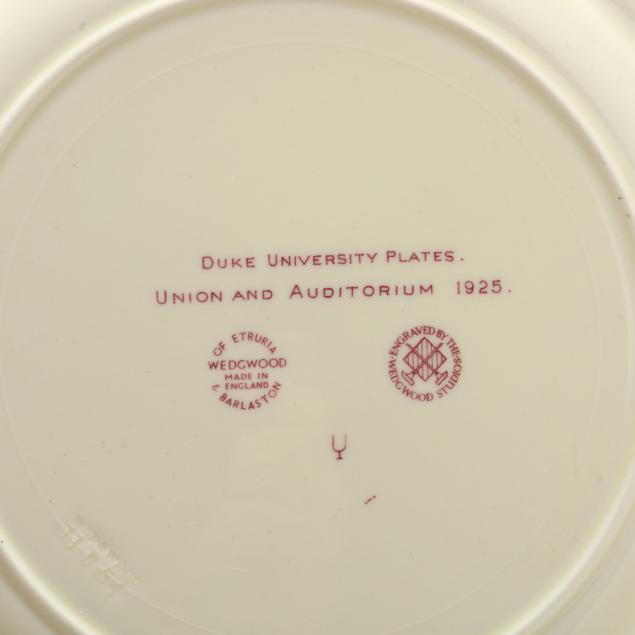 DUKE UNIVERSITY PLATES.
UNION AND AUDITORIUM 1925.
OF ETRURIA
WEDGWOOD
MADE IN
ENGLAND
& BARLASTON
ENGRAVED BY THE
WEDGWOOD STUDIOS
WEDGWOOD